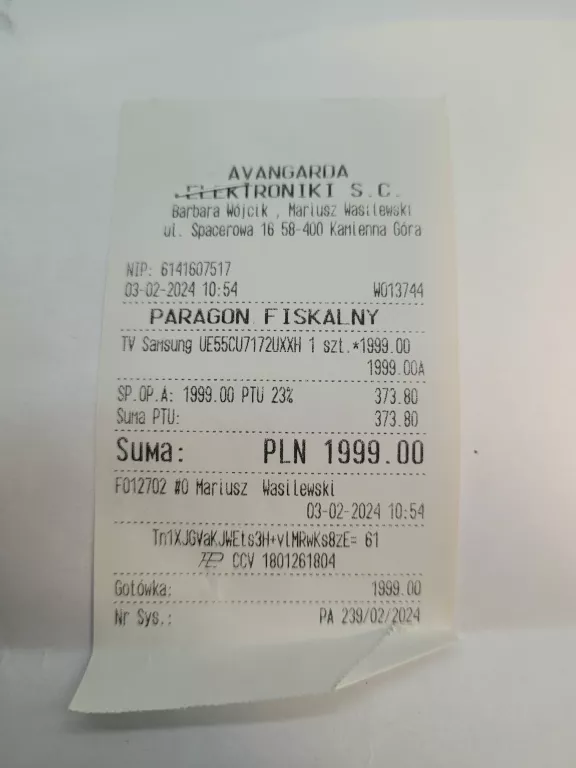 AVANGARDA
ELEKTRONIKI S.C.
Barbara Wójcik , Mariusz Wasilewski
ul. Spacerowa 16 58-400 Kamienna Góra
NIP: 6141607517
03-02-2024 10:54 W013744
PARAGON FISKALNY
TV Samsung UE55CU7172UXXH 1 szt.*1999.00
1999.00A
SP.OP.A: 1999.00 PTU 23% 373.80
Suma PTU: 373.80
Suma: PLN 1999.00
F012702 #0 Mariusz Wasilewski
03-02-2024 10:54
Tn1XJGVaKJWEts3H+vlMRwKs8zE= 61
CCV 1801261804
Gotówka: 1999.00
Nr Sys.: PA 239/02/2024